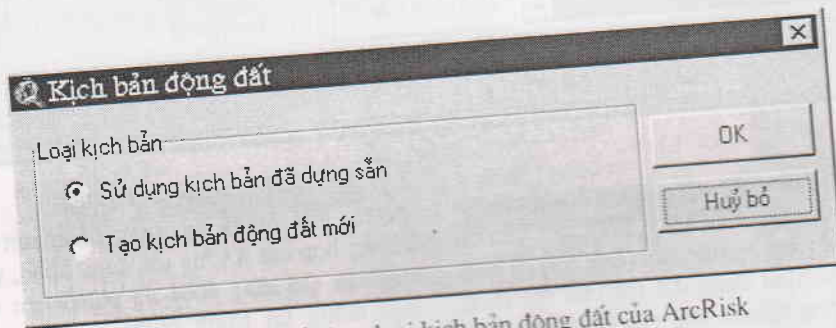 Kịch bản động đất
Loại kịch bản
Sử dụng kịch bản đã dựng sẵn
Tạo kịch bản động đất mới
OK
Huỷ bỏ
kịch bản động đất của ArcRisk